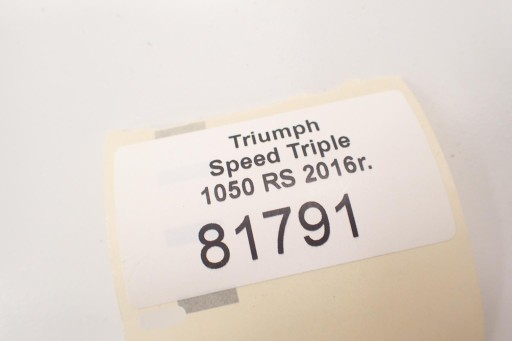 Triumph
Speed Triple
1050 RS 2016r.
81791